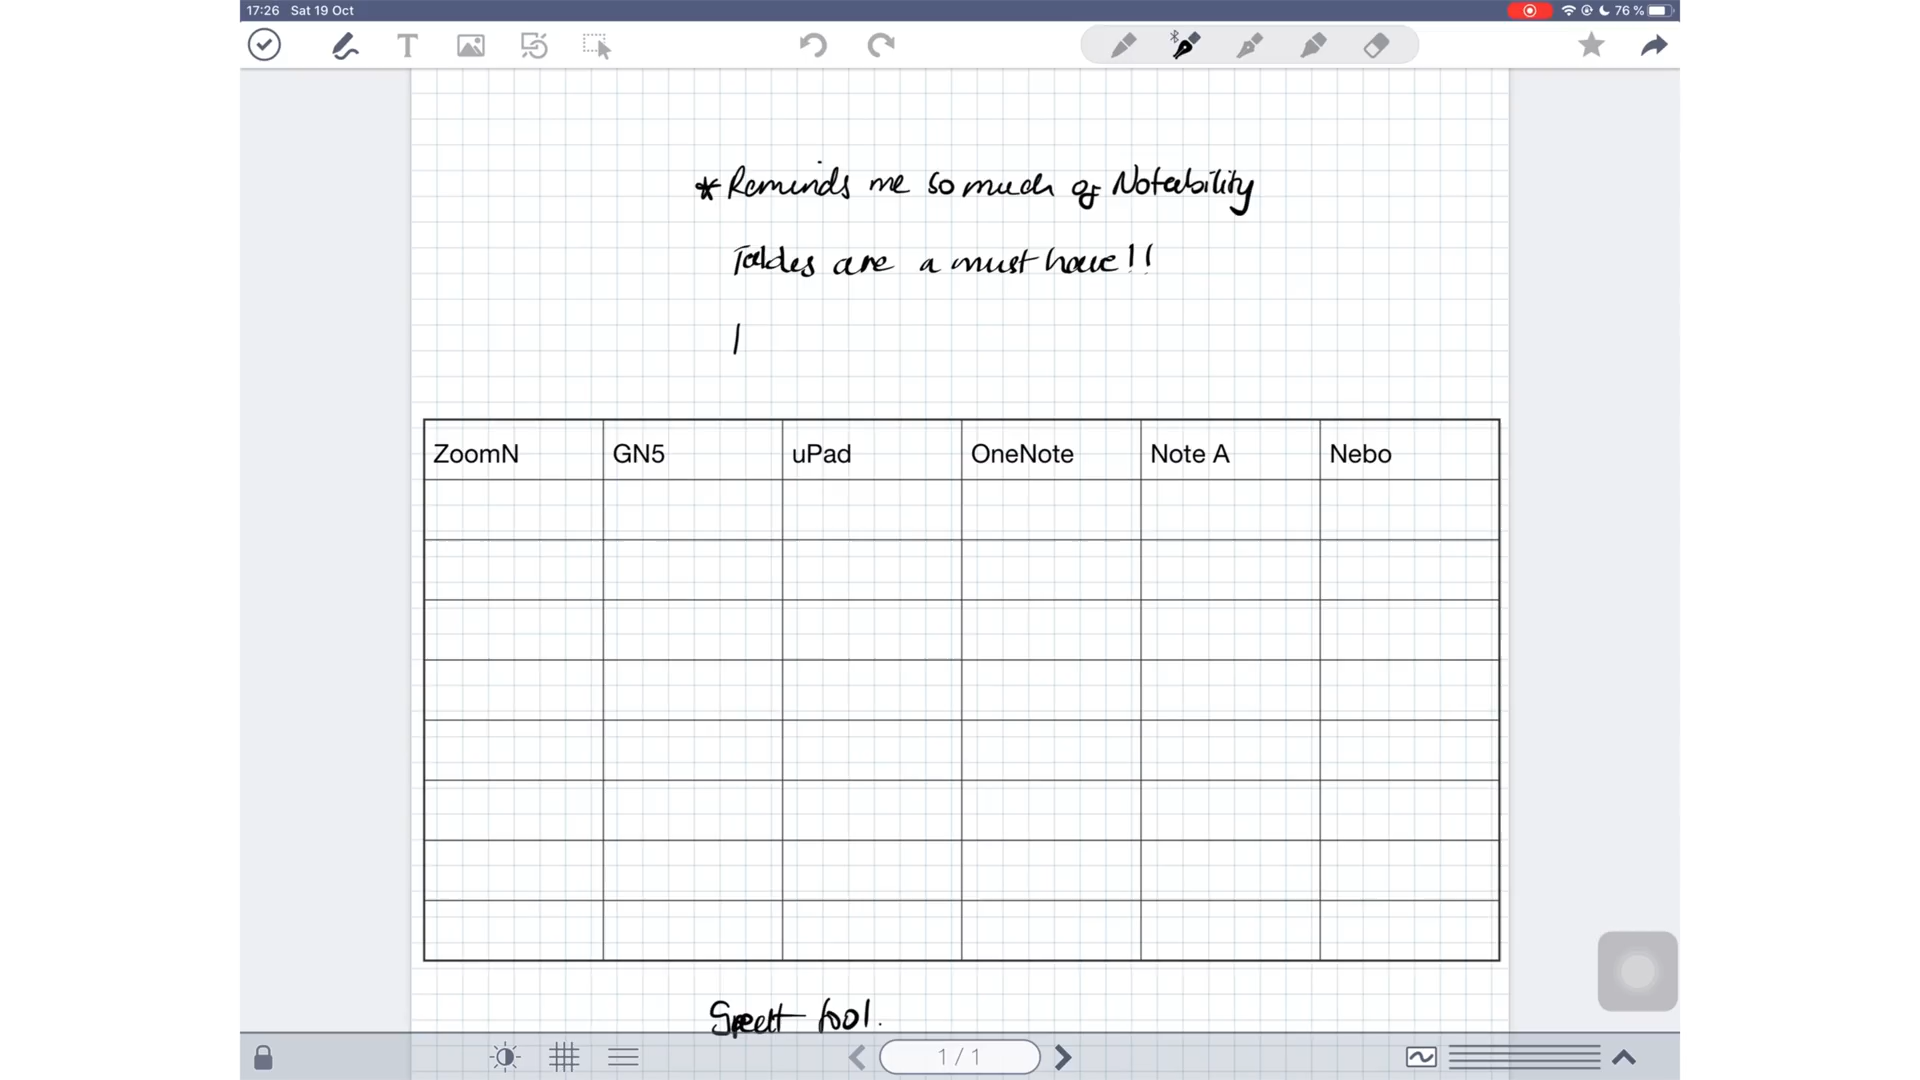 17:26 Sat 19 Oct 76 %
T
*Reminds me so much of Notability
Tables are a must have!!
ZoomN GN5 uPad OneNote Note A Nebo
tool.
1 / 1